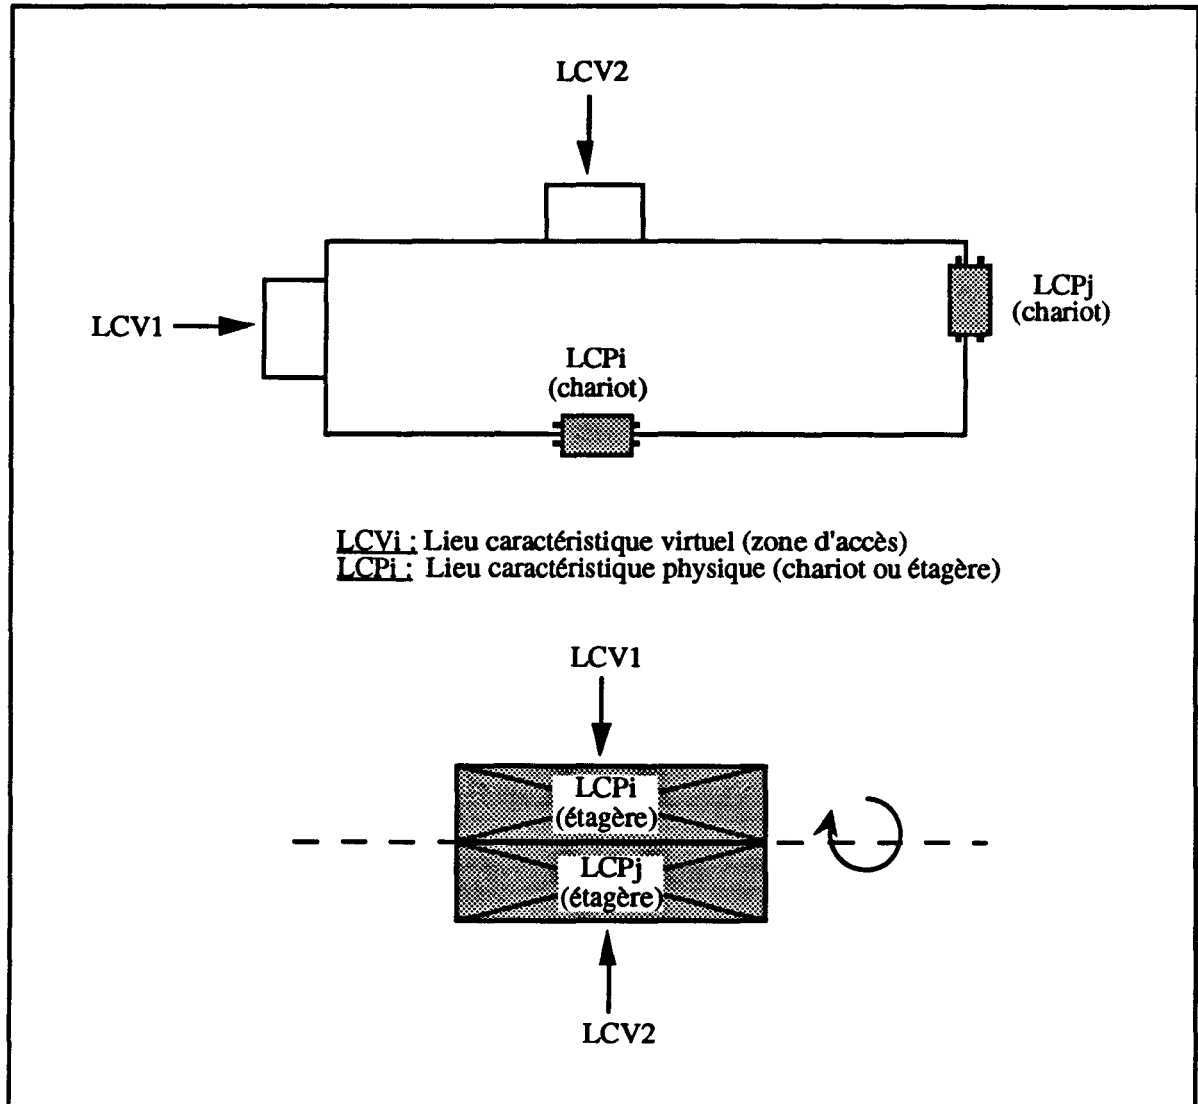 LCV2
LCV1
LCPj
(chariot)
LCPi
(chariot)
LCVi : Lieu caractéristique virtuel (zone d'accès)
LCPi : Lieu caractéristique physique (chariot ou étagère)
LCV1
LCPi
(étagère)
LCPj
(étagère)
LCV2